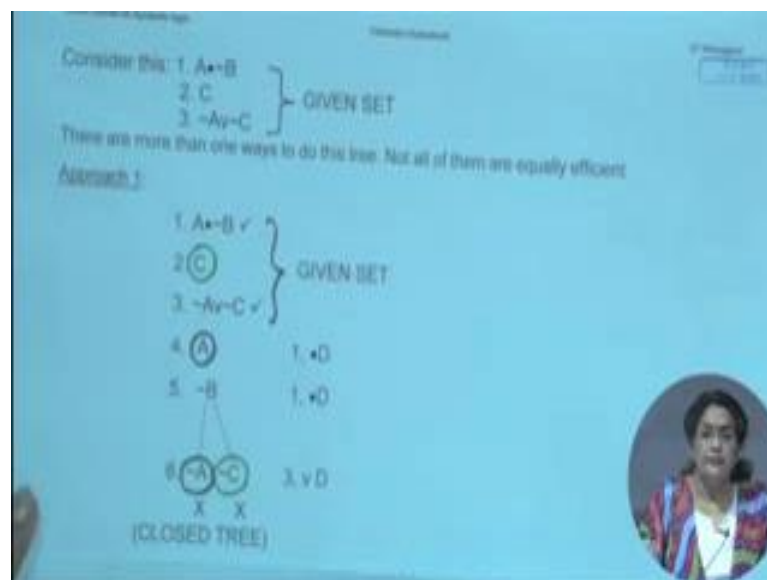 Consider this: 1. A•~B
2. C
3. ~Av~C
GIVEN SET
There are more than one ways to do this tree. Not all of them are equally efficient
Approach 1:
1. A•~B ✓
2. C
3. ~Av~C ✓
GIVEN SET
4. A 1. •D
5. ~B 1. •D
6. ~A ~C 3. v D
X X
(CLOSED TREE)